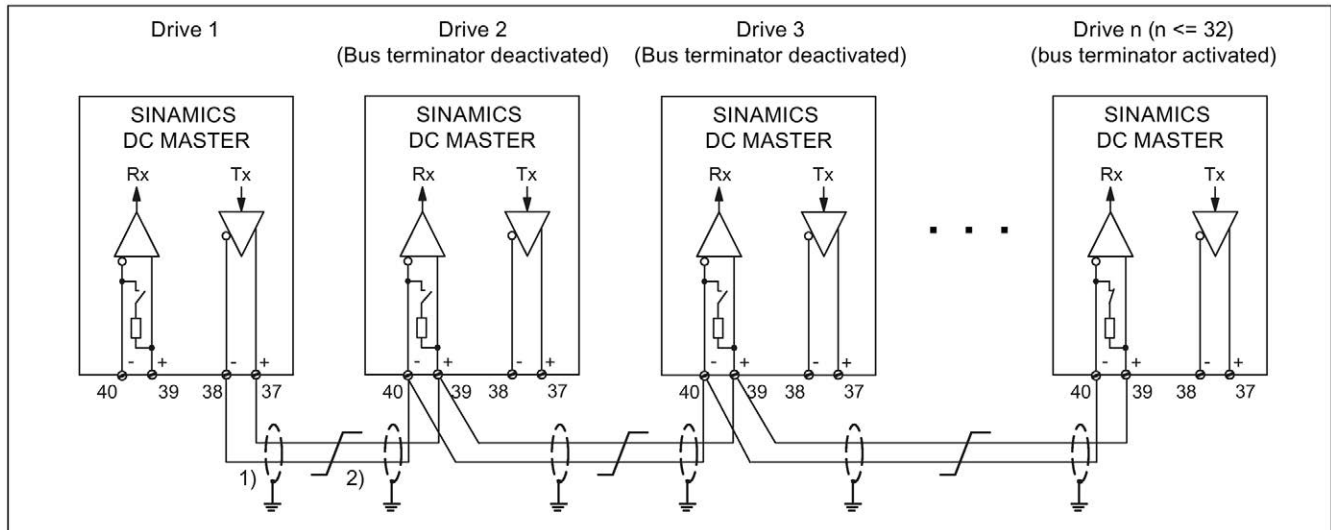 Drive 1
Drive 2
(Bus terminator deactivated)
Drive 3
(Bus terminator deactivated)
Drive n (n <= 32)
(bus terminator activated)
SINAMICS
DC MASTER
SINAMICS
DC MASTER
SINAMICS
DC MASTER
SINAMICS
DC MASTER
Rx Tx
Rx Tx
Rx Tx
Rx Tx
. . .
- + - +
- + - +
- + - +
- + - +
40 39 38 37
40 39 38 37
40 39 38 37
40 39 38 37
1) 2)